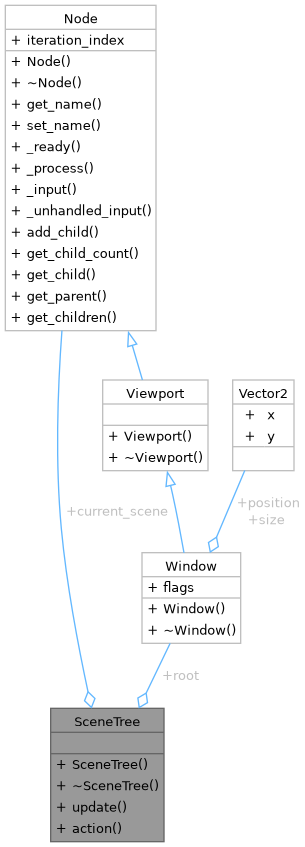 Node
+ iteration_index
+ Node()
+ ~Node()
+ get_name()
+ set_name()
+ _ready()
+ _process()
+ _input()
+ _unhandled_input()
+ add_child()
+ get_child_count()
+ get_child()
+ get_parent()
+ get_children()
Viewport
+ Viewport()
+ ~Viewport()
Vector2
+ x
+ y
+current_scene
+position
+size
Window
+ flags
+ Window()
+ ~Window()
+root
SceneTree
+ SceneTree()
+ ~SceneTree()
+ update()
+ action()